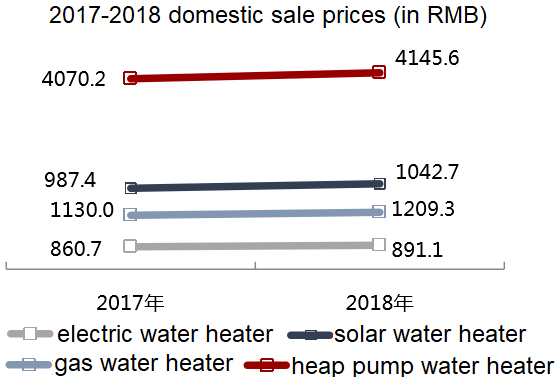 2017-2018 domestic sale prices (in RMB)
4070.2
4145.6
987.4
1042.7
1130.0
1209.3
860.7
891.1
2017年
2018年
electric water heater
solar water heater
gas water heater
heap pump water heater